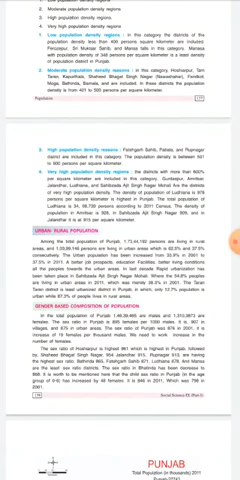 1. Low population density regions
2. Moderate population density regions
3. High population density regions.
4. Very high population density regions
1 Low population density regions : In this category the districts of the
population density less than 400 persons square kilometer are included.
Ferozepur, Sri Muktsar Sahib, and Mansa falls in this category. Mansasa
with population density of 348 persons per square kilometer is a least density
of population district in Punjab.
2. Moderate population density reasons : In this category Hoshiarpur, Tarn
Taran, Kapurthala, Shaheed Bhagat Singh Nagar (Nawashahar), Faridkot,
Moga, Bathinda, Barnala, and are included. In these districts the population
density is from 401 to 500 persons per square kilometer.
Population 137
3. High population density reasons : Fatehgarh Sahib, Patiala, and Rupnagar
district are included in this category. The population density is between 501
to 600 persons per square kilometer
4. Very high population density regions : the districts with more than 600%
per square kilometer are included in this category. Gurdaspur, Amritsar,
Jalandhar, Ludhiana, and Sahibzada Ajit Singh Nagar Mohali Are the districts
of very high population density. The density of population of Ludhiana is 978
persons per square kilometer is highest in Punjab. The total population of
Ludhiana is 34, 98,739 persons according to 2011 Census. The density of
population in Amritsar is 928, in Sahibzada Ajit Singh Nagar 909, and in
Jalandhar it is at 815 per square kilometer.
URBAN- RURAL POPULATION
Among the total population of Punjab, 1,73,44,192 persons are living in rural
areas, and 1,03,99,146 persons are living in urban areas which is 62.5% and 37.5%
consecutively. The Urban population has been increased from 33.9% in 2001 to
37.5% in 2011. A better job prospects, education Facilities, better living conditions
all the peoples towards the urban areas. In last decade Rapid urbanization has
been taken place in Sahibzada Ajit Singh Nagar Mohali. Where the 54.8% peoples
are living in urban areas in 2011, which was merely 38.3% in 2001. The Tarn
Taran district is least urbanized district in Punjab, in which, only 12.7% population is
urban while 87.3% of people lives in rural areas.
GENDER BASED COMPOSITION OF POPULATION
In the total population of Punjab 1,46,39,465 are males and 1,310,3873 are
females. The sex ratio in Punjab is 895 females per 1000 males. It is 907 in
villages, and 875 in urban areas. The sex ratio of Punjab was 876 in 2001. It is
increase of 19 females per thousand males. We need to work increase in the
number of females.
The sex ratio of Hoshiarpur is highest 961 which is highest in Punjab, followed
by Shaheed Bhagat Singh Nagar, 954 Jalandhar 915, Rupnagar 913, are having
the highest sex ratio. Bathinda 868, Fatehgarh Sahib 871, Ludhiana 878, And Mansa
are the least sex ratio districts. The sex ratio in Bhatinda has been decrease to
868. It is worth to be mentioned here that the child sex ratio in Punjab (in the age
group of 0-6) has increased by 48 females. It is 846 in 2011, Which was 798 in
2001.
138 Social Science-IX (Part-I)
PUNJAB
Total Population (in thousands) 2011